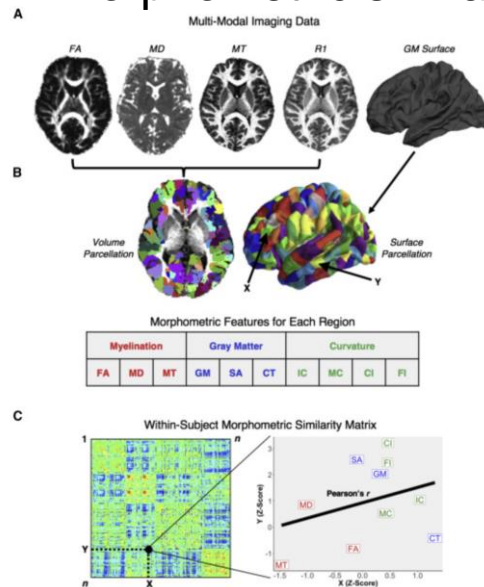 A
Multi-Modal Imaging Data
FA MD MT R1 GM Surface
B
Volume Parcellation
Surface Parcellation
X
Y
Morphometric Features for Each Region
Myelination Gray Matter Curvature
FA MD MT GM SA CT IC MC CI FI
C
Within-Subject Morphometric Similarity Matrix
1 n
Y
n X
3
2
1
0
-1
Y (Z-Score)
CI
SA FI
GM
Pearson's r
IC
MD
MC
CT
FA
MT
-1.5 -1.0 -0.5 0.0 0.5 1.0
X (Z-Score)